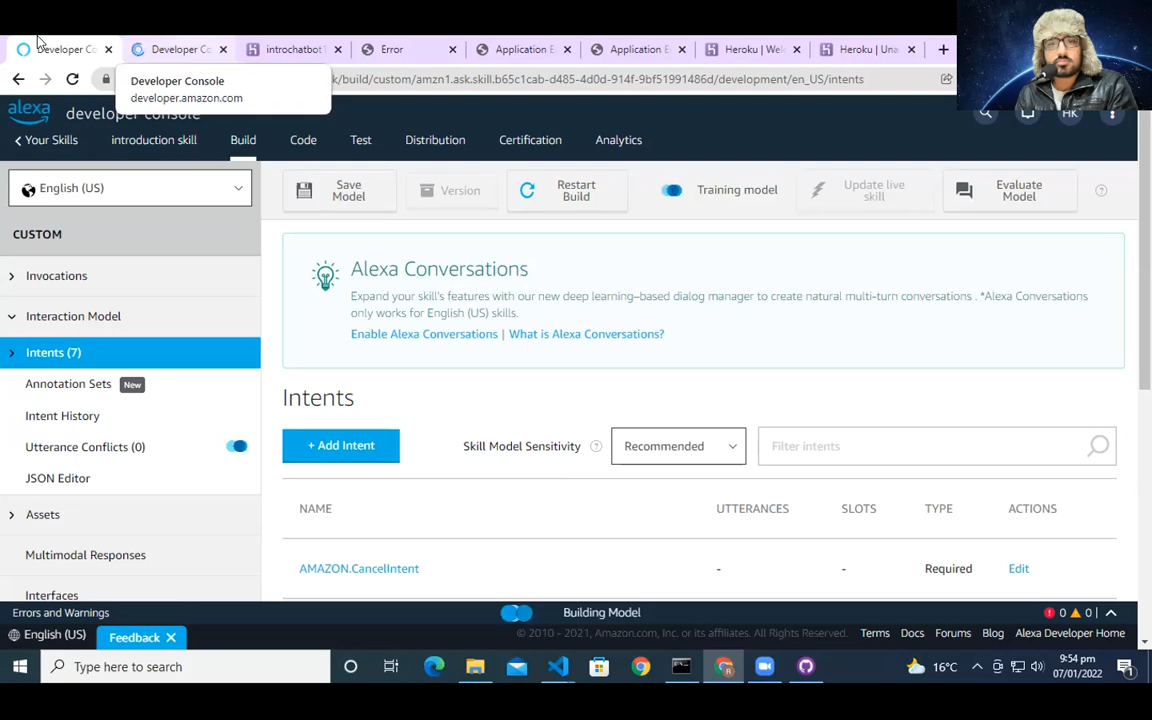 Developer Co
Developer Co
introchatbot1
Error
Application E
Application E
Heroku | Wel
Heroku | Una
Developer Console
developer.amazon.com
k/build/custom/amzn1.ask.skill.b65c1cab-d485-4d0d-914f-9bf51991486d/development/en_US/intents
alexa
developer console
HK
Your Skills
introduction skill
Build
Code
Test
Distribution
Certification
Analytics
English (US)
Save Model
Version
Restart Build
Training model
Update live skill
Evaluate Model
CUSTOM
Invocations
Interaction Model
Intents (7)
Annotation Sets New
Intent History
Utterance Conflicts (0)
JSON Editor
Assets
Multimodal Responses
Interfaces
Alexa Conversations
Expand your skill's features with our new deep learning–based dialog manager to create natural multi-turn conversations . *Alexa Conversations
only works for English (US) skills.
Enable Alexa Conversations | What is Alexa Conversations?
Intents
+ Add Intent
Skill Model Sensitivity
Recommended
Filter intents
NAME UTTERANCES SLOTS TYPE ACTIONS
AMAZON.CancelIntent - - Required Edit
Errors and Warnings
Building Model
0 0
English (US)
Feedback
© 2010 - 2021, Amazon.com, Inc. or its affiliates. All Rights Reserved.
Terms Docs Forums Blog Alexa Developer Home
Type here to search
16°C
9:54 pm
07/01/2022
1